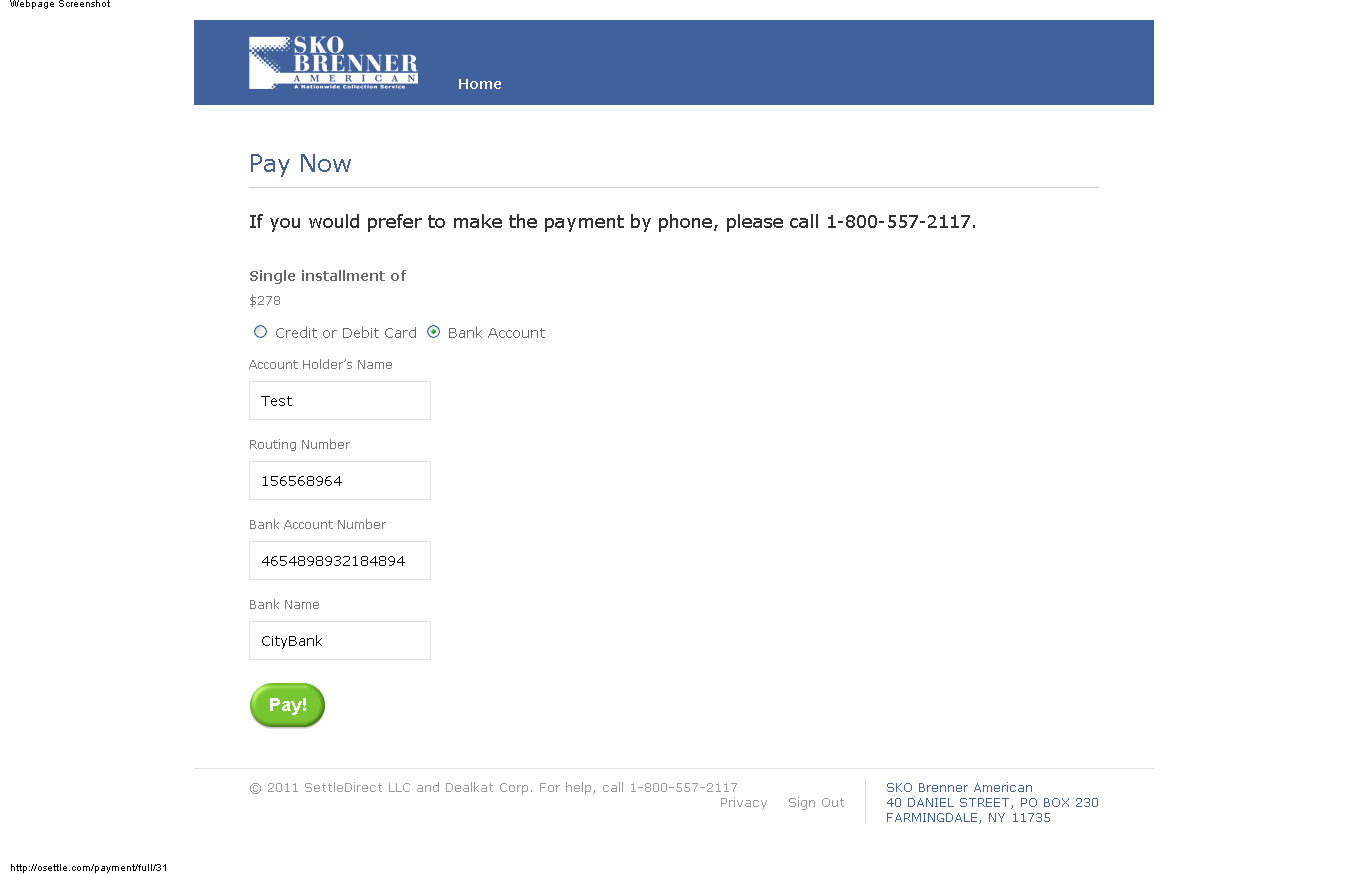 Webpage Screenshot
SKO
BRENNER
AMERICAN
A Nationwide Collection Service
Home
Pay Now
If you would prefer to make the payment by phone, please call 1-800-557-2117.
Single installment of
$278
Credit or Debit Card Bank Account
Account Holder's Name
Test
Routing Number
156568964
Bank Account Number
4654898932184894
Bank Name
CityBank
Pay!
© 2011 SettleDirect LLC and Dealkat Corp. For help, call 1-800-557-2117
Privacy Sign Out
SKO Brenner American
40 DANIEL STREET, PO BOX 230
FARMINGDALE, NY 11735
http://osettle.com/payment/full/31